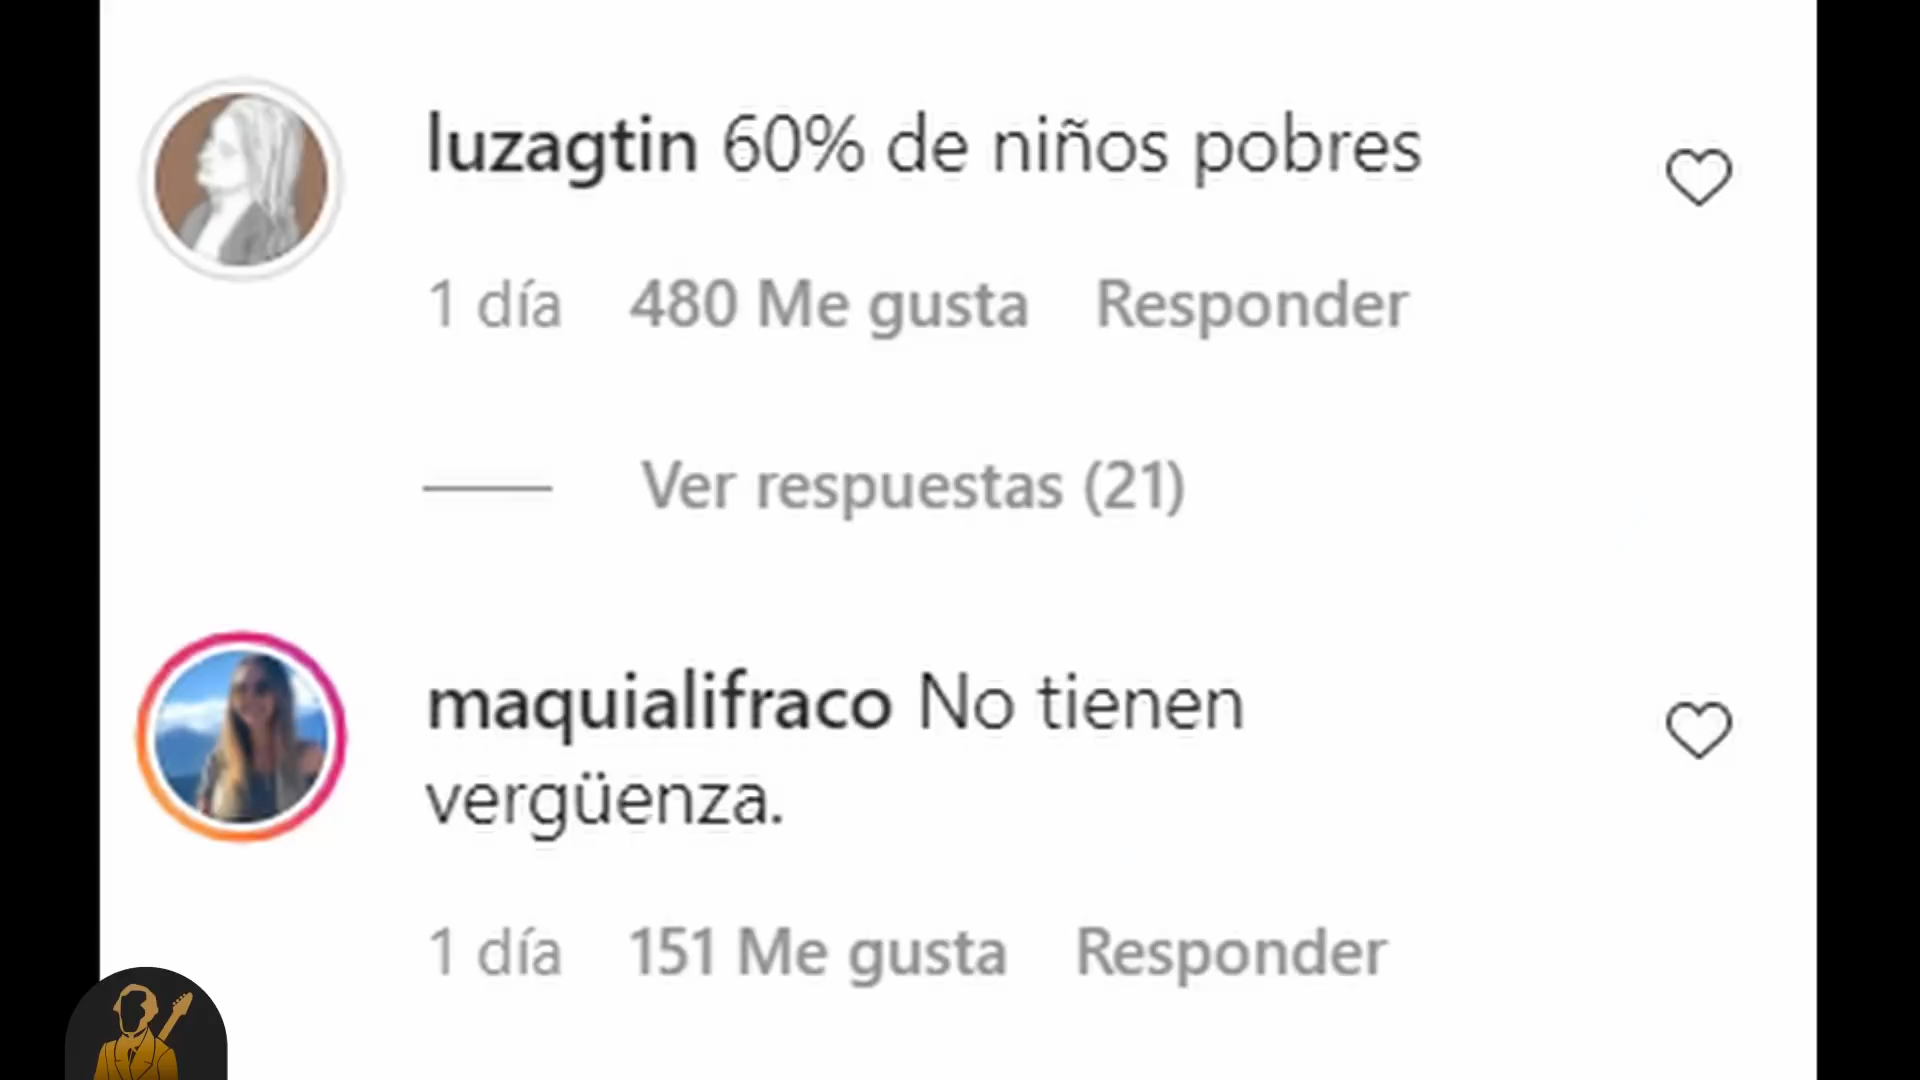 luzagtin 60% de niños pobres
1 día 480 Me gusta Responder
Ver respuestas (21)
maquialifraco No tienen
vergüenza.
1 día 151 Me gusta Responder